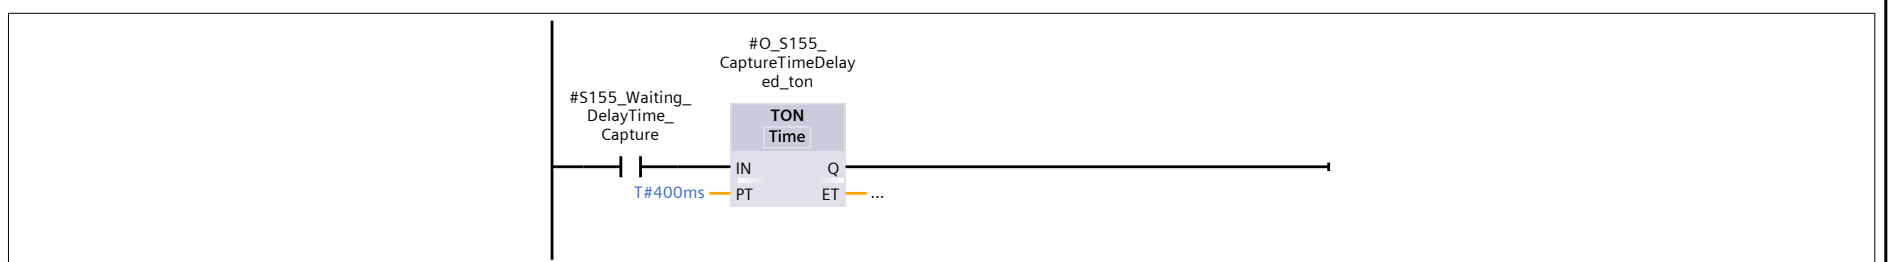 #O_S155_
CaptureTimeDelay
ed_ton
#S155_Waiting_
DelayTime_
Capture
TON
Time
IN
Q
T#400ms
PT
ET
...